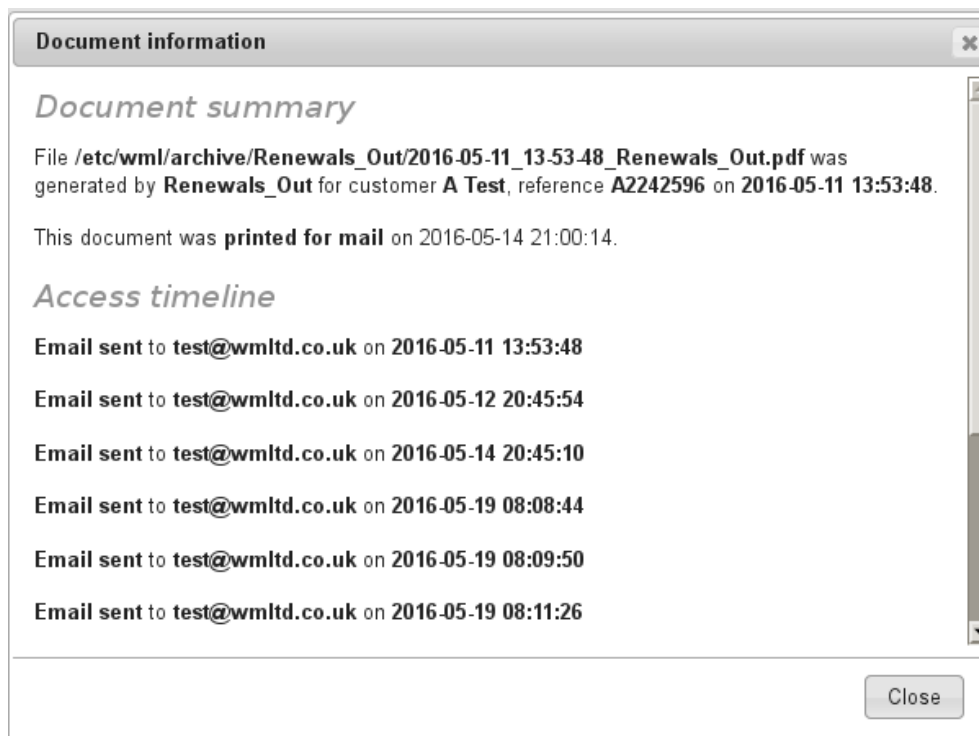 Document information
Document summary
File /etc/wml/archive/Renewals_Out/2016-05-11_13-53-48_Renewals_Out.pdf was
generated by Renewals_Out for customer A Test, reference A2242596 on 2016-05-11 13:53:48.
This document was printed for mail on 2016-05-14 21:00:14.
Access timeline
Email sent to test@wmltd.co.uk on 2016-05-11 13:53:48
Email sent to test@wmltd.co.uk on 2016-05-12 20:45:54
Email sent to test@wmltd.co.uk on 2016-05-14 20:45:10
Email sent to test@wmltd.co.uk on 2016-05-19 08:08:44
Email sent to test@wmltd.co.uk on 2016-05-19 08:09:50
Email sent to test@wmltd.co.uk on 2016-05-19 08:11:26
Close